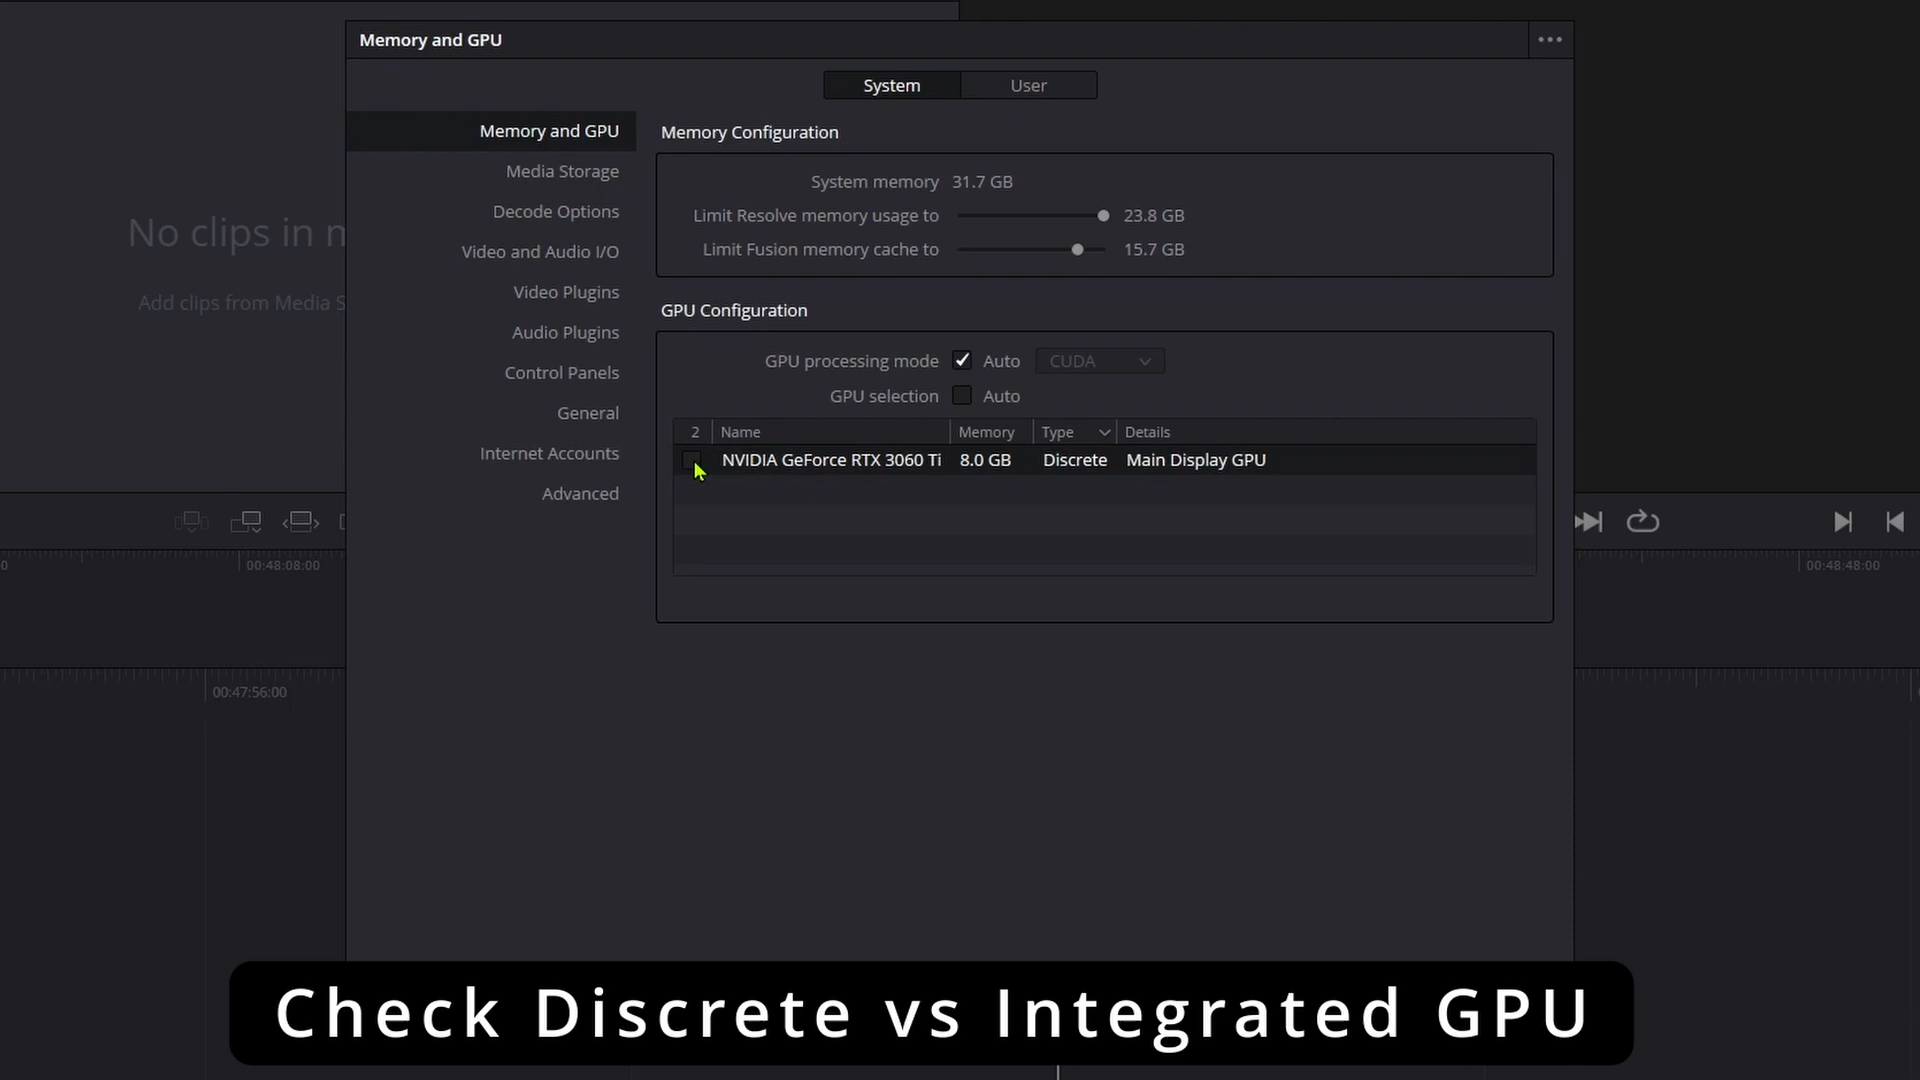 Memory and GPU
System
User
Memory and GPU
Media Storage
Decode Options
Video and Audio I/O
Video Plugins
Audio Plugins
Control Panels
General
Internet Accounts
Advanced
Memory Configuration
System memory 31.7 GB
Limit Resolve memory usage to 23.8 GB
Limit Fusion memory cache to 15.7 GB
GPU Configuration
GPU processing mode Auto CUDA
GPU selection Auto
2 Name Memory Type Details
NVIDIA GeForce RTX 3060 Ti 8.0 GB Discrete Main Display GPU
No clips in m
Add clips from Media S
0 00:48:08:00 00:48:48:00
00:47:56:00
Check Discrete vs Integrated GPU